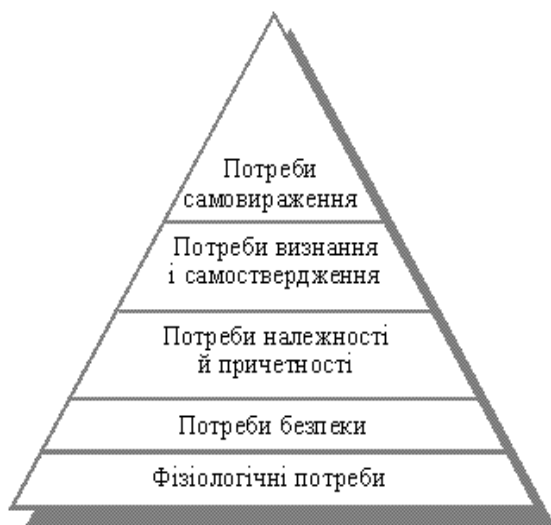 Потреби
самовираження
Потреби визнання
і самоствердження
Потреби належності
й причетності
Потреби безпеки
Фізіологічні потреби